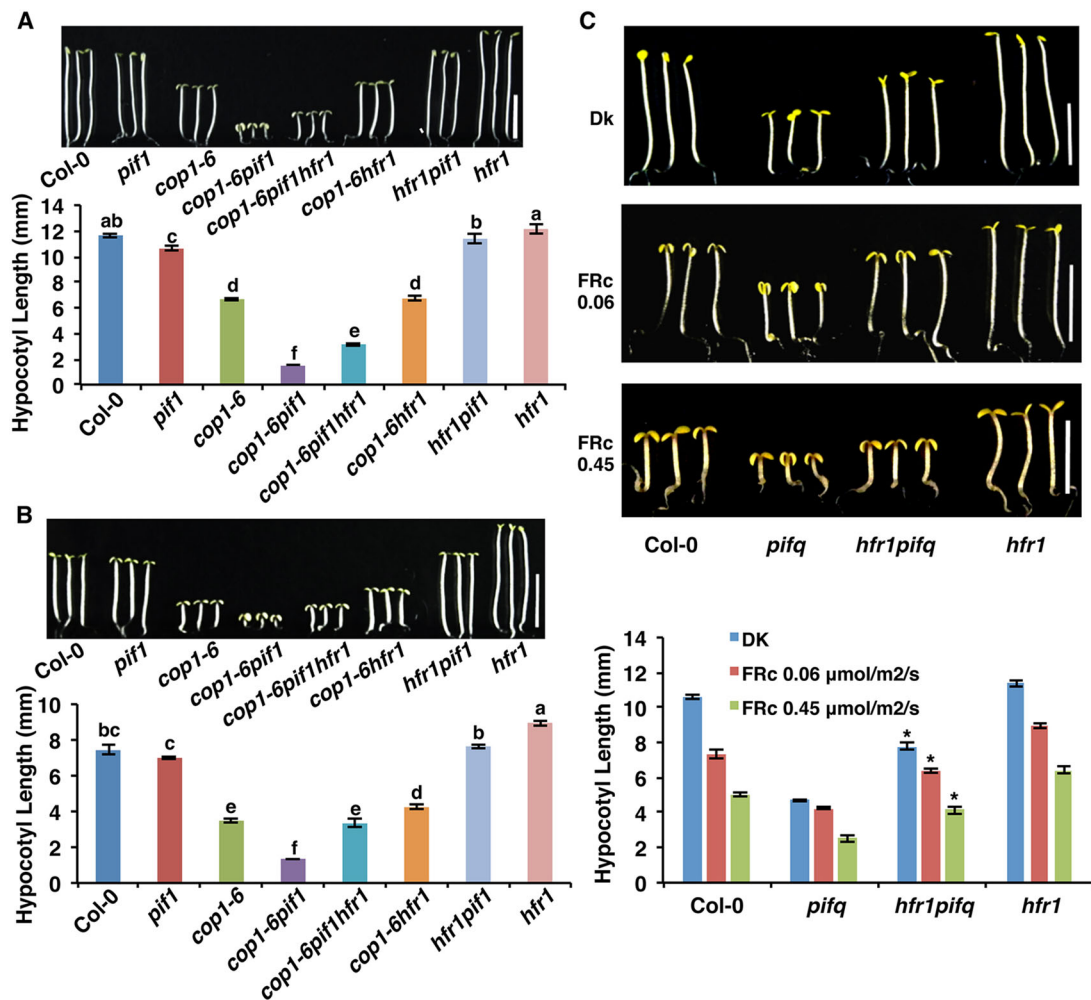 A
Col-0
pif1
cop1-6
cop1-6pif1
cop1-6pif1hfr1
cop1-6hfr1
hfr1pif1
hfr1
Hypocotyl Length (mm)
14
12
10
8
6
4
2
0
ab
c
d
f
e
d
b
a
Col-0
pif1
cop1-6
cop1-6pif1
cop1-6pif1hfr1
cop1-6hfr1
hfr1pif1
hfr1
B
Col-0
pif1
cop1-6
cop1-6pif1
cop1-6pif1hfr1
cop1-6hfr1
hfr1pif1
hfr1
Hypocotyl Length (mm)
10
8
6
4
2
0
bc
c
e
f
e
d
b
a
Col-0
pif1
cop1-6
cop1-6pif1
cop1-6pif1hfr1
cop1-6hfr1
hfr1pif1
hfr1
C
Dk
FRc
0.06
FRc
0.45
Col-0 pifq hfr1pifq hfr1
Hypocotyl Length (mm)
14
12
10
8
6
4
2
0
DK
FRc 0.06 µmol/m2/s
FRc 0.45 µmol/m2/s
*
*
*
Col-0 pifq hfr1pifq hfr1